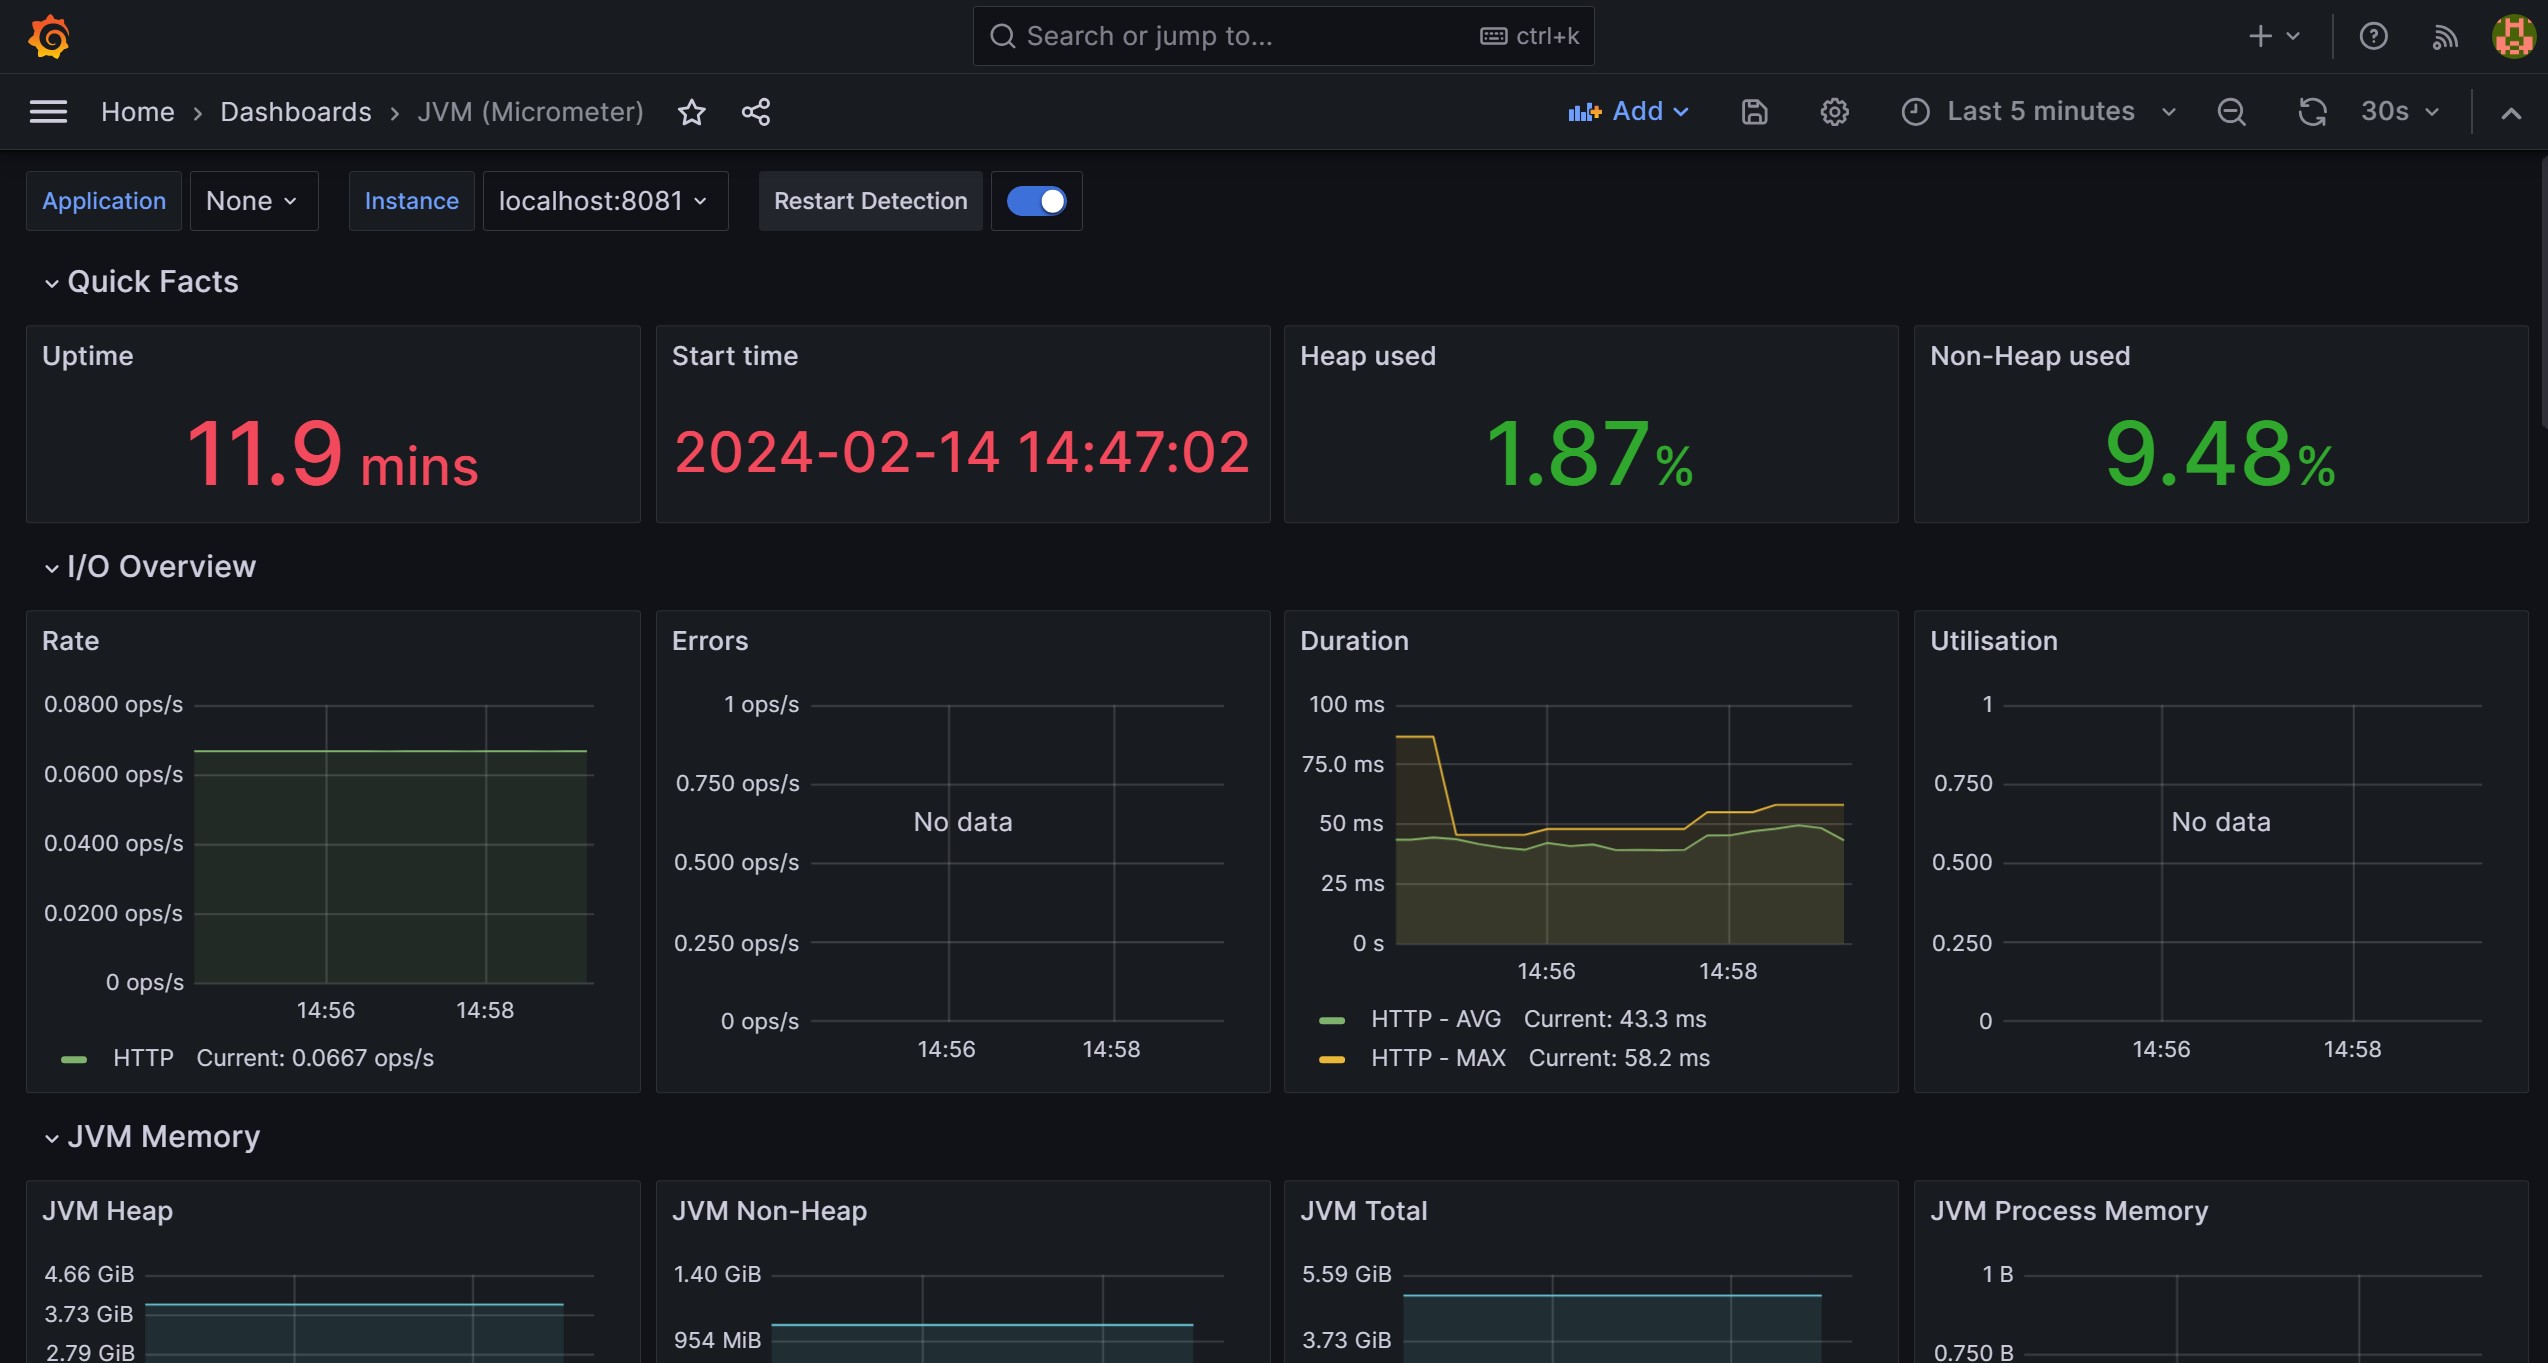 Search or jump to... ctrl+k
Home Dashboards JVM (Micrometer) Add Last 5 minutes 30s
Application None Instance localhost:8081 Restart Detection
Quick Facts
Uptime
11.9 mins
Start time
2024-02-14 14:47:02
Heap used
1.87%
Non-Heap used
9.48%
I/O Overview
Rate
0.0800 ops/s
0.0600 ops/s
0.0400 ops/s
0.0200 ops/s
0 ops/s
14:56 14:58
HTTP Current: 0.0667 ops/s
Errors
1 ops/s
0.750 ops/s
No data
0.500 ops/s
0.250 ops/s
0 ops/s
14:56 14:58
Duration
100 ms
75.0 ms
50 ms
25 ms
0 s
14:56 14:58
HTTP - AVG Current: 43.3 ms
HTTP - MAX Current: 58.2 ms
Utilisation
1
0.750
No data
0.500
0.250
0
14:56 14:58
JVM Memory
JVM Heap
4.66 GiB
3.73 GiB
2.79 GiB
JVM Non-Heap
1.40 GiB
954 MiB
JVM Total
5.59 GiB
3.73 GiB
JVM Process Memory
1 B
0.750 B